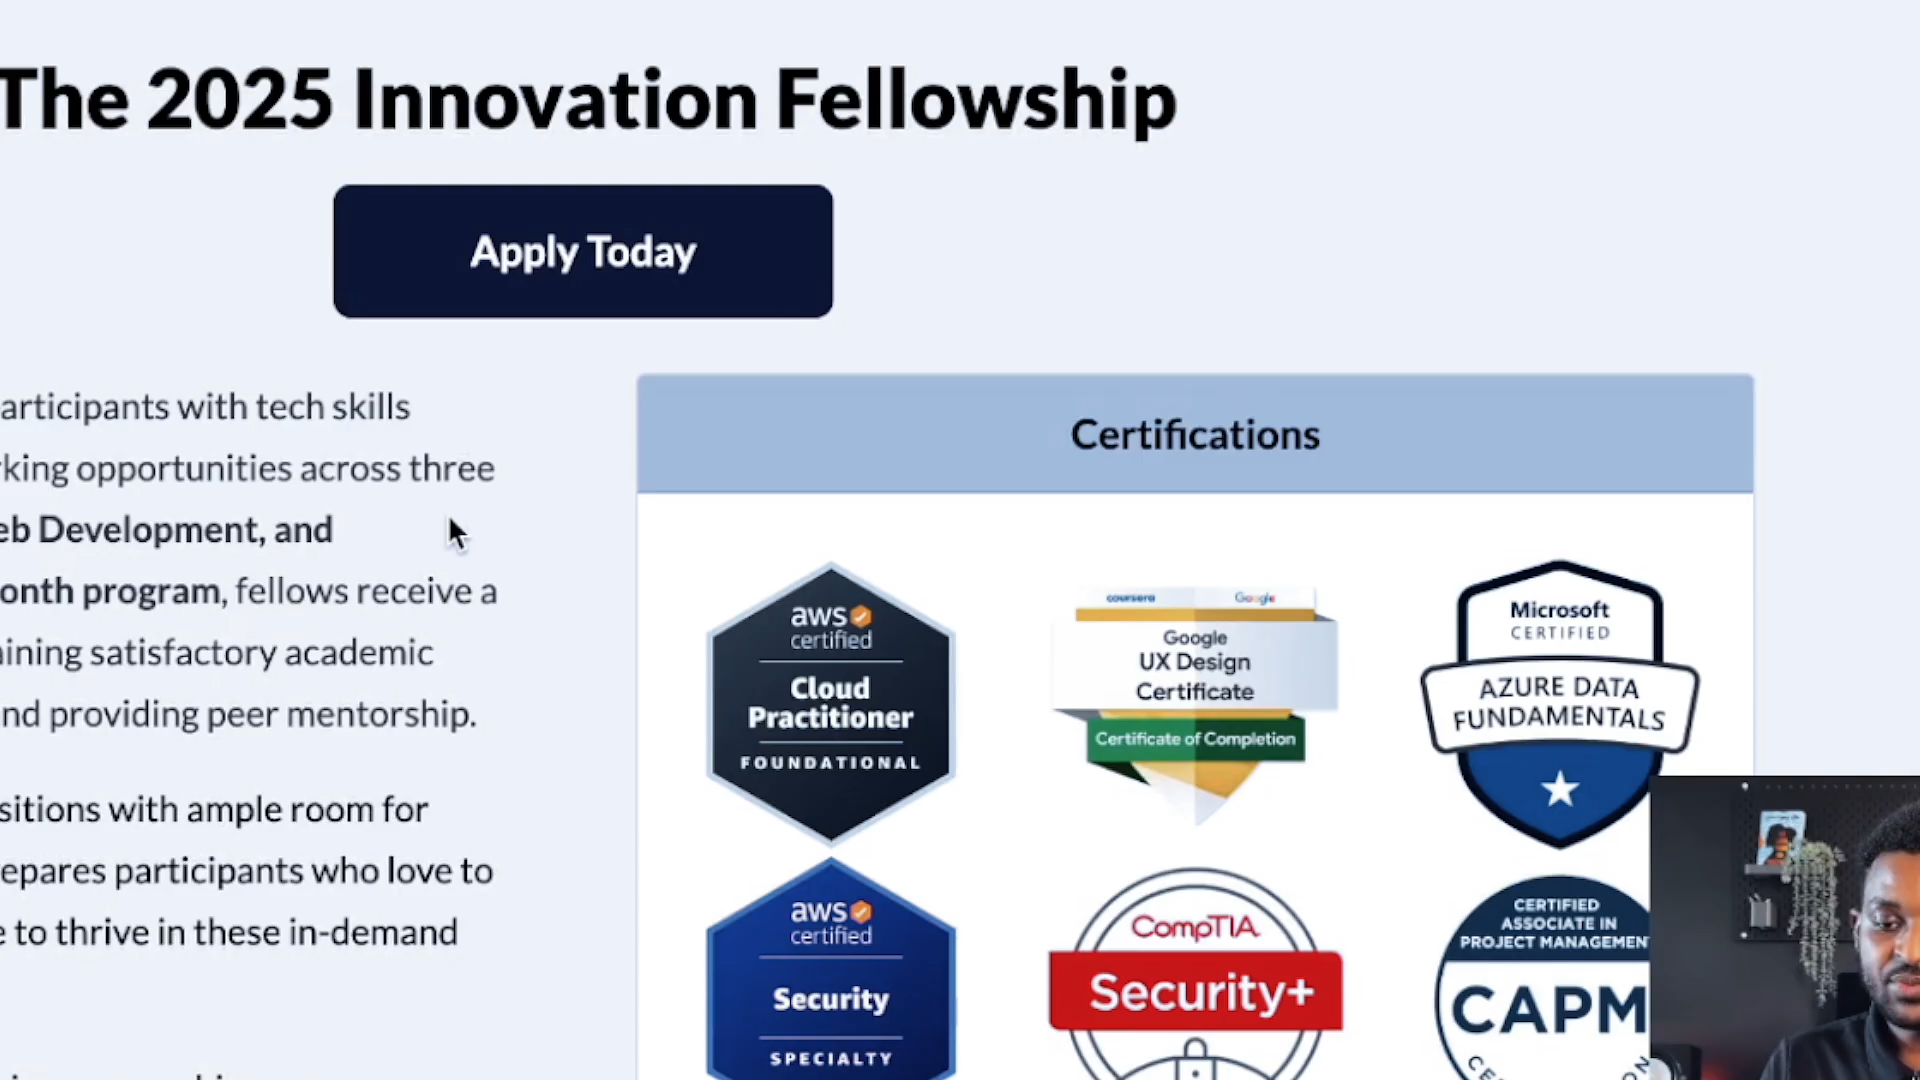 The 2025 Innovation Fellowship
Apply Today
articipants with tech skills
rking opportunities across three
eb Development, and
onth program, fellows receive a
aining satisfactory academic
nd providing peer mentorship.
sitions with ample room for
epares participants who love to
e to thrive in these in-demand
Certifications
aws
certified
Cloud
Practitioner
FOUNDATIONAL
coursera Google
Google
UX Design
Certificate
Certificate of Completion
Microsoft
CERTIFIED
AZURE DATA
FUNDAMENTALS
aws
certified
Security
SPECIALTY
CompTIA
Security+
CERTIFIED
ASSOCIATE IN
PROJECT MANAGEMEN
CAPM